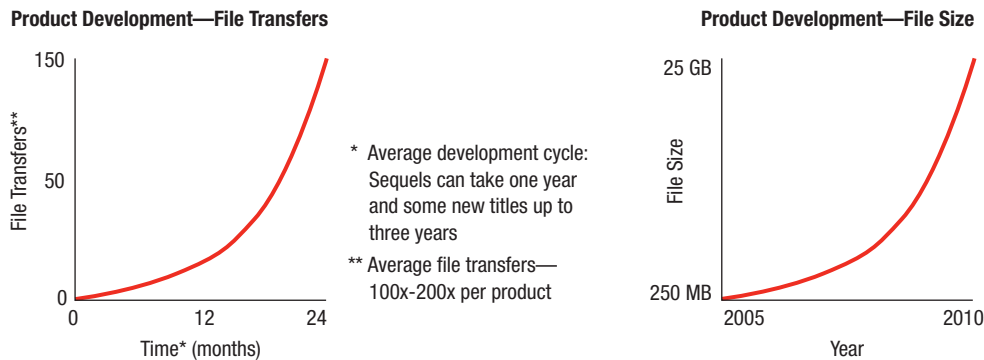 Product Development—File Transfers
150
50
0
File Transfers**
0 12 24
Time* (months)
* Average development cycle:
Sequels can take one year
and some new titles up to
three years
** Average file transfers—
100x-200x per product
Product Development—File Size
25 GB
File Size
250 MB
2005 2010
Year